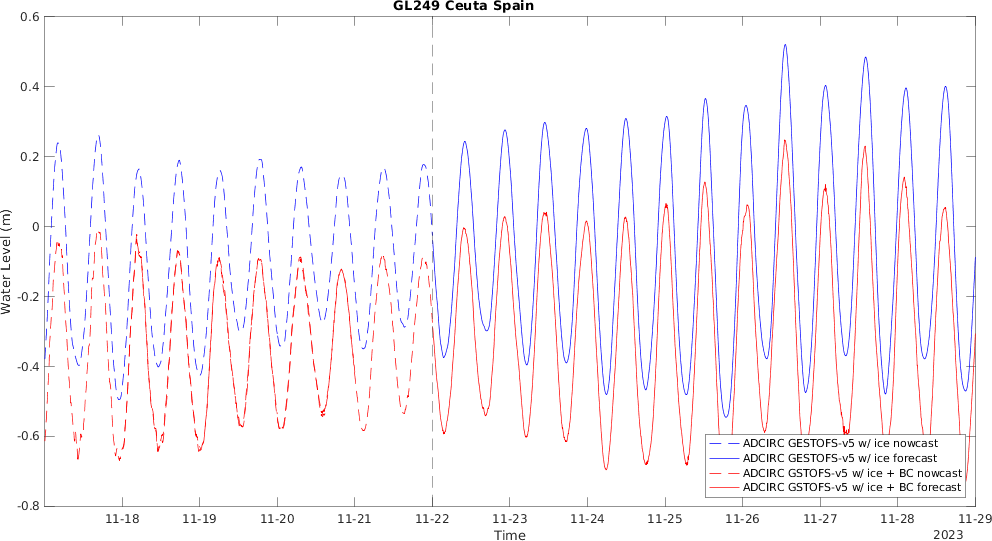 GL249 Ceuta Spain
0.6
0.4
0.2
0
-0.2
-0.4
-0.6
-0.8
Water Level (m)
ADCIRC GESTOFS-v5 w/ ice nowcast
ADCIRC GESTOFS-v5 w/ ice forecast
ADCIRC GSTOFS-v5 w/ ice + BC nowcast
ADCIRC GSTOFS-v5 w/ ice + BC forecast
11-18 11-19 11-20 11-21 11-22 11-23 11-24 11-25 11-26 11-27 11-28 11-29
Time
2023